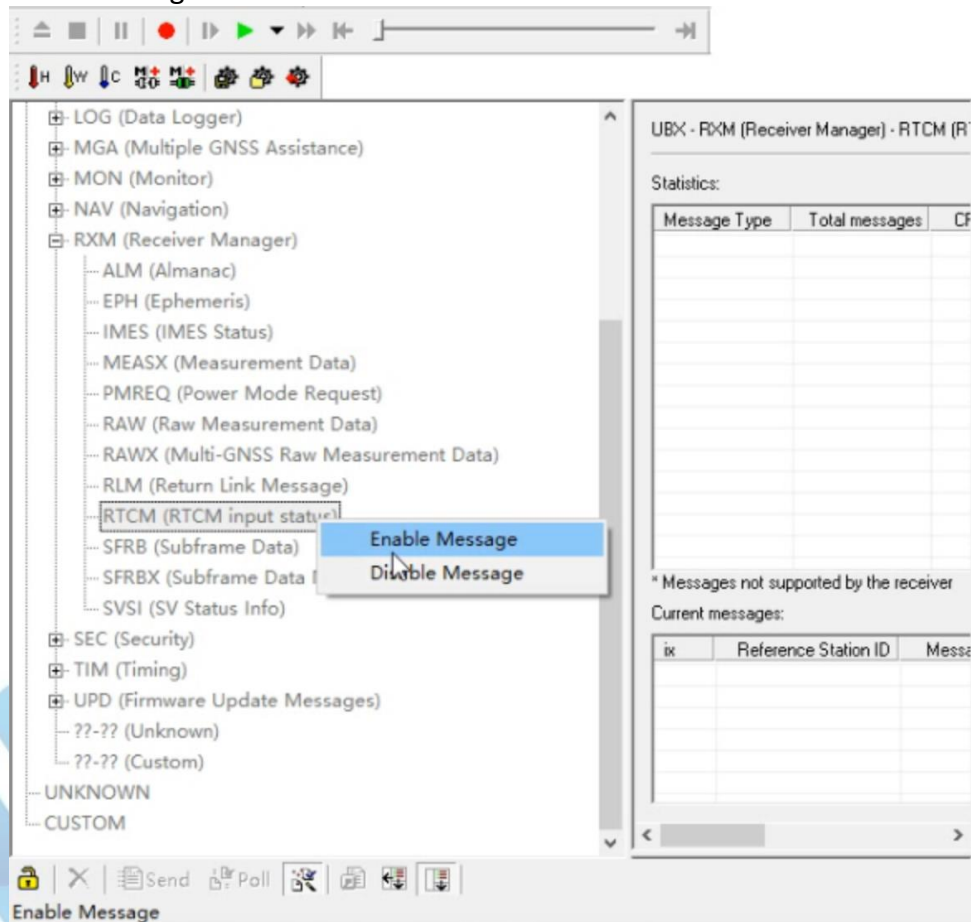 H W C
LOG (Data Logger)
MGA (Multiple GNSS Assistance)
MON (Monitor)
NAV (Navigation)
RXM (Receiver Manager)
ALM (Almanac)
EPH (Ephemeris)
IMES (IMES Status)
MEASX (Measurement Data)
PMREQ (Power Mode Request)
RAW (Raw Measurement Data)
RAWX (Multi-GNSS Raw Measurement Data)
RLM (Return Link Message)
RTCM (RTCM input status)
SFRB (Subframe Data)
SFRBX (Subframe Data
SVSI (SV Status Info)
SEC (Security)
TIM (Timing)
UPD (Firmware Update Messages)
??-?? (Unknown)
??-?? (Custom)
UNKNOWN
CUSTOM
Enable Message
Disable Message
UBX - RXM (Receiver Manager) - RTCM (RT
Statistics:
Message Type Total messages
* Messages not supported by the receiver
Current messages:
ix Reference Station ID Messa
Send Poll
Enable Message